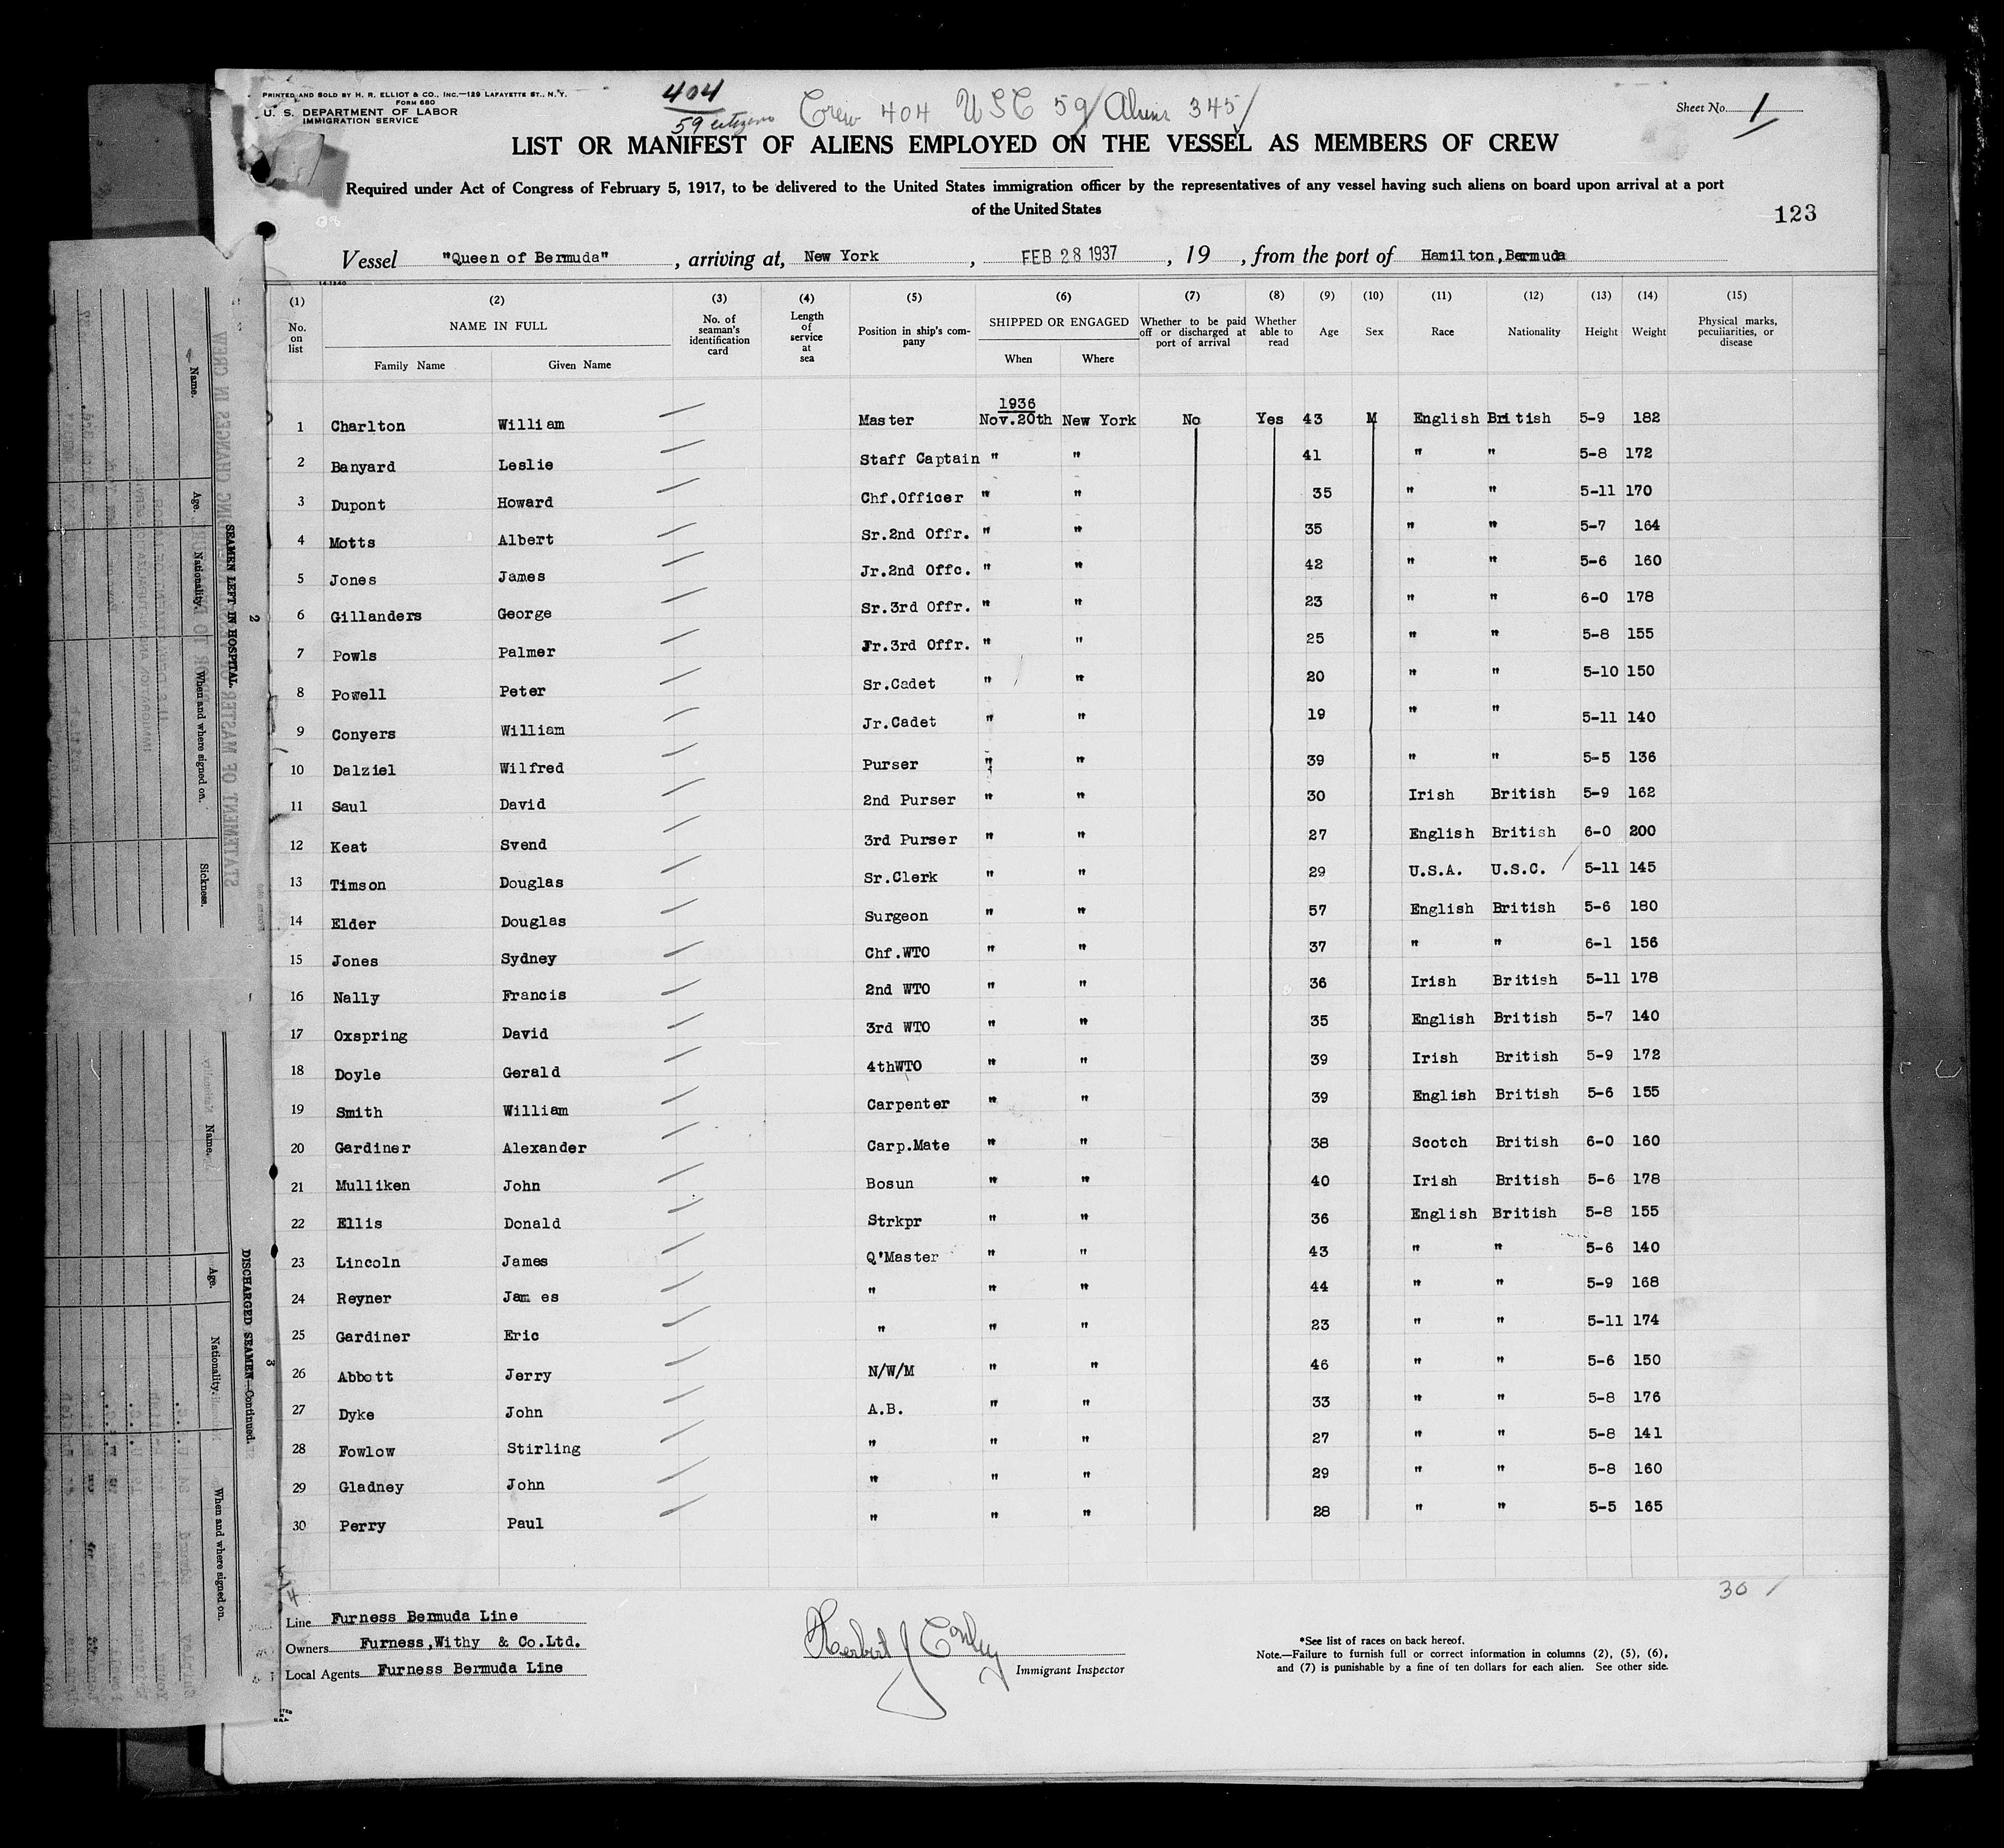 PRINTED AND SOLD BY H. R. ELLIOT & CO., INC.—129 LAFAYETTE ST., N. Y.
FORM 680
U. S. DEPARTMENT OF LABOR
IMMIGRATION SERVICE
404
59 citizens
Crew 404 USC 59/ Aliens 345/
Sheet No. 1
LIST OR MANIFEST OF ALIENS EMPLOYED ON THE VESSEL AS MEMBERS OF CREW
Required under Act of Congress of February 5, 1917, to be delivered to the United States immigration officer by the representatives of any vessel having such aliens on board upon arrival at a port
of the United States
123
Vessel "Queen of Bermuda", arriving at, New York, FEB 28 1937, 19 , from the port of Hamilton,Bermuda
14-1240
(1) (2) (3) (4) (5) (6) (7) (8) (9) (10) (11) (12) (13) (14) (15)
No. on list NAME IN FULL Family Name Given Name No. of seaman's identification card Length of service at sea Position in ship's company SHIPPED OR ENGAGED When Where Whether to be paid off or discharged at port of arrival Whether able to read Age Sex Race Nationality Height Weight Physical marks, peculiarities, or disease
1936
1 Charlton William Master Nov.20th New York No Yes 43 M English British 5-9 182
2 Banyard Leslie Staff Captain " " 41 " " 5-8 172
3 Dupont Howard Chf.Officer " " 35 " " 5-11 170
4 Motts Albert Sr.2nd Offr. " " 35 " " 5-7 164
5 Jones James Jr.2nd Offc. " " 42 " " 5-6 160
6 Gillanders George Sr.3rd Offr. " " 23 " " 6-0 178
7 Powls Palmer Jr.3rd Offr. " " 25 " " 5-8 155
8 Powell Peter Sr.Cadet " " 20 " " 5-10 150
9 Conyers William Jr.Cadet " " 19 " " 5-11 140
10 Dalziel Wilfred Purser " " 39 " " 5-5 136
11 Saul David 2nd Purser " " 30 Irish British 5-9 162
12 Keat Svend 3rd Purser " " 27 English British 6-0 200
13 Timson Douglas Sr.Clerk " " 29 U.S.A. U.S.C. / 5-11 145
14 Elder Douglas Surgeon " " 57 English British 5-6 180
15 Jones Sydney Chf.WTO " " 37 " " 6-1 156
16 Nally Francis 2nd WTO " " 36 Irish British 5-11 178
17 Oxspring David 3rd WTO " " 35 English British 5-7 140
18 Doyle Gerald 4thWTO " " 39 Irish British 5-9 172
19 Smith William Carpenter " " 39 English British 5-6 155
20 Gardiner Alexander Carp.Mate " " 38 Scotch British 6-0 160
21 Mulliken John Bosun " " 40 Irish British 5-6 178
22 Ellis Donald Strkpr " " 36 English British 5-8 155
23 Lincoln James Q'Master " " 43 " " 5-6 140
24 Reyner Jam es " " " 44 " " 5-9 168
25 Gardiner Eric " " " 23 " " 5-11 174
26 Abbott Jerry N/W/M " " 46 " " 5-6 150
27 Dyke John A.B. " " 33 " " 5-8 176
28 Fowlow Stirling " " " 27 " " 5-8 141
29 Gladney John " " " 29 " " 5-8 160
30 Perry Paul " " " 28 " " 5-5 165
30 /
Line Furness Bermuda Line
Owners Furness,Withy & Co.Ltd.
Local Agents Furness Bermuda Line
Herbert J Conley
Immigrant Inspector
*See list of races on back hereof.
Note.—Failure to furnish full or correct information in columns (2), (5), (6),
and (7) is punishable by a fine of ten dollars for each alien. See other side.
2
SEAMEN LEFT IN HOSPITAL.
Name. Age. Nationality. When and where signed on. Sickness.
3
DISCHARGED SEAMEN—Continued.
Name. Age. Nationality. When and where signed on.